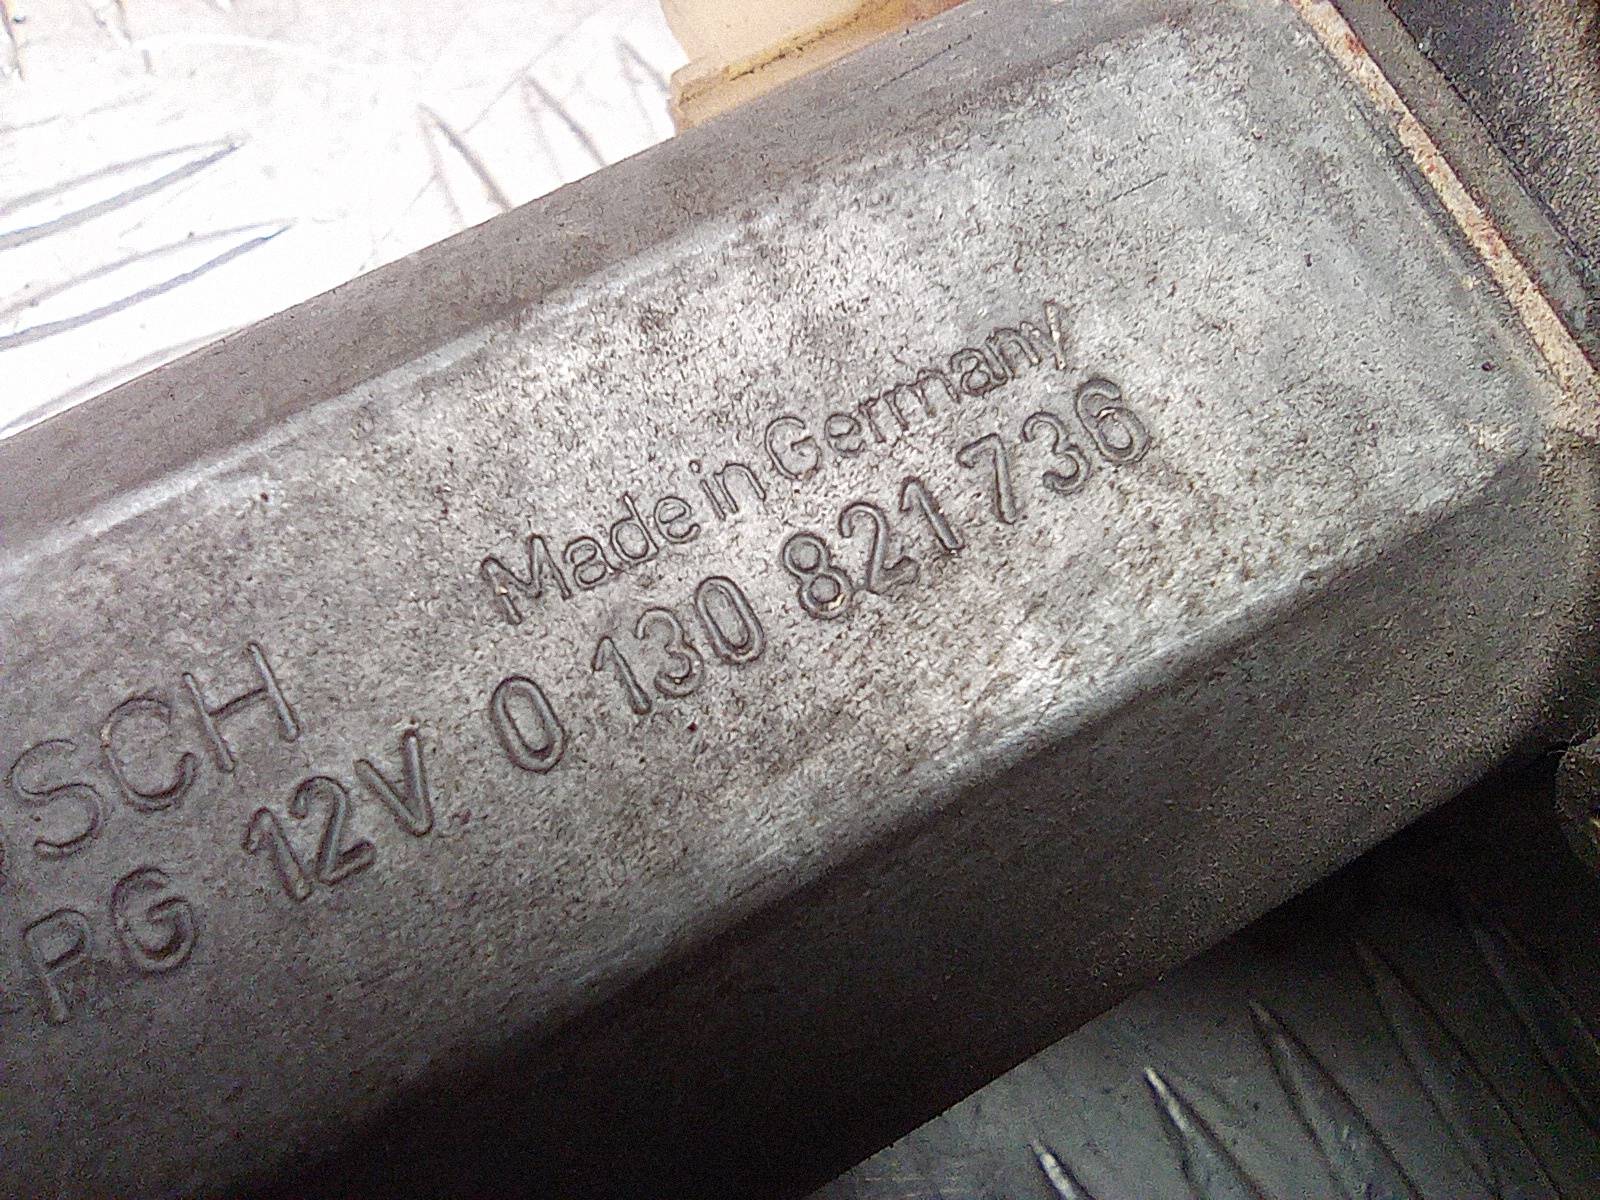 Made in Germany
SCH
PG 12V 0 130 821 736